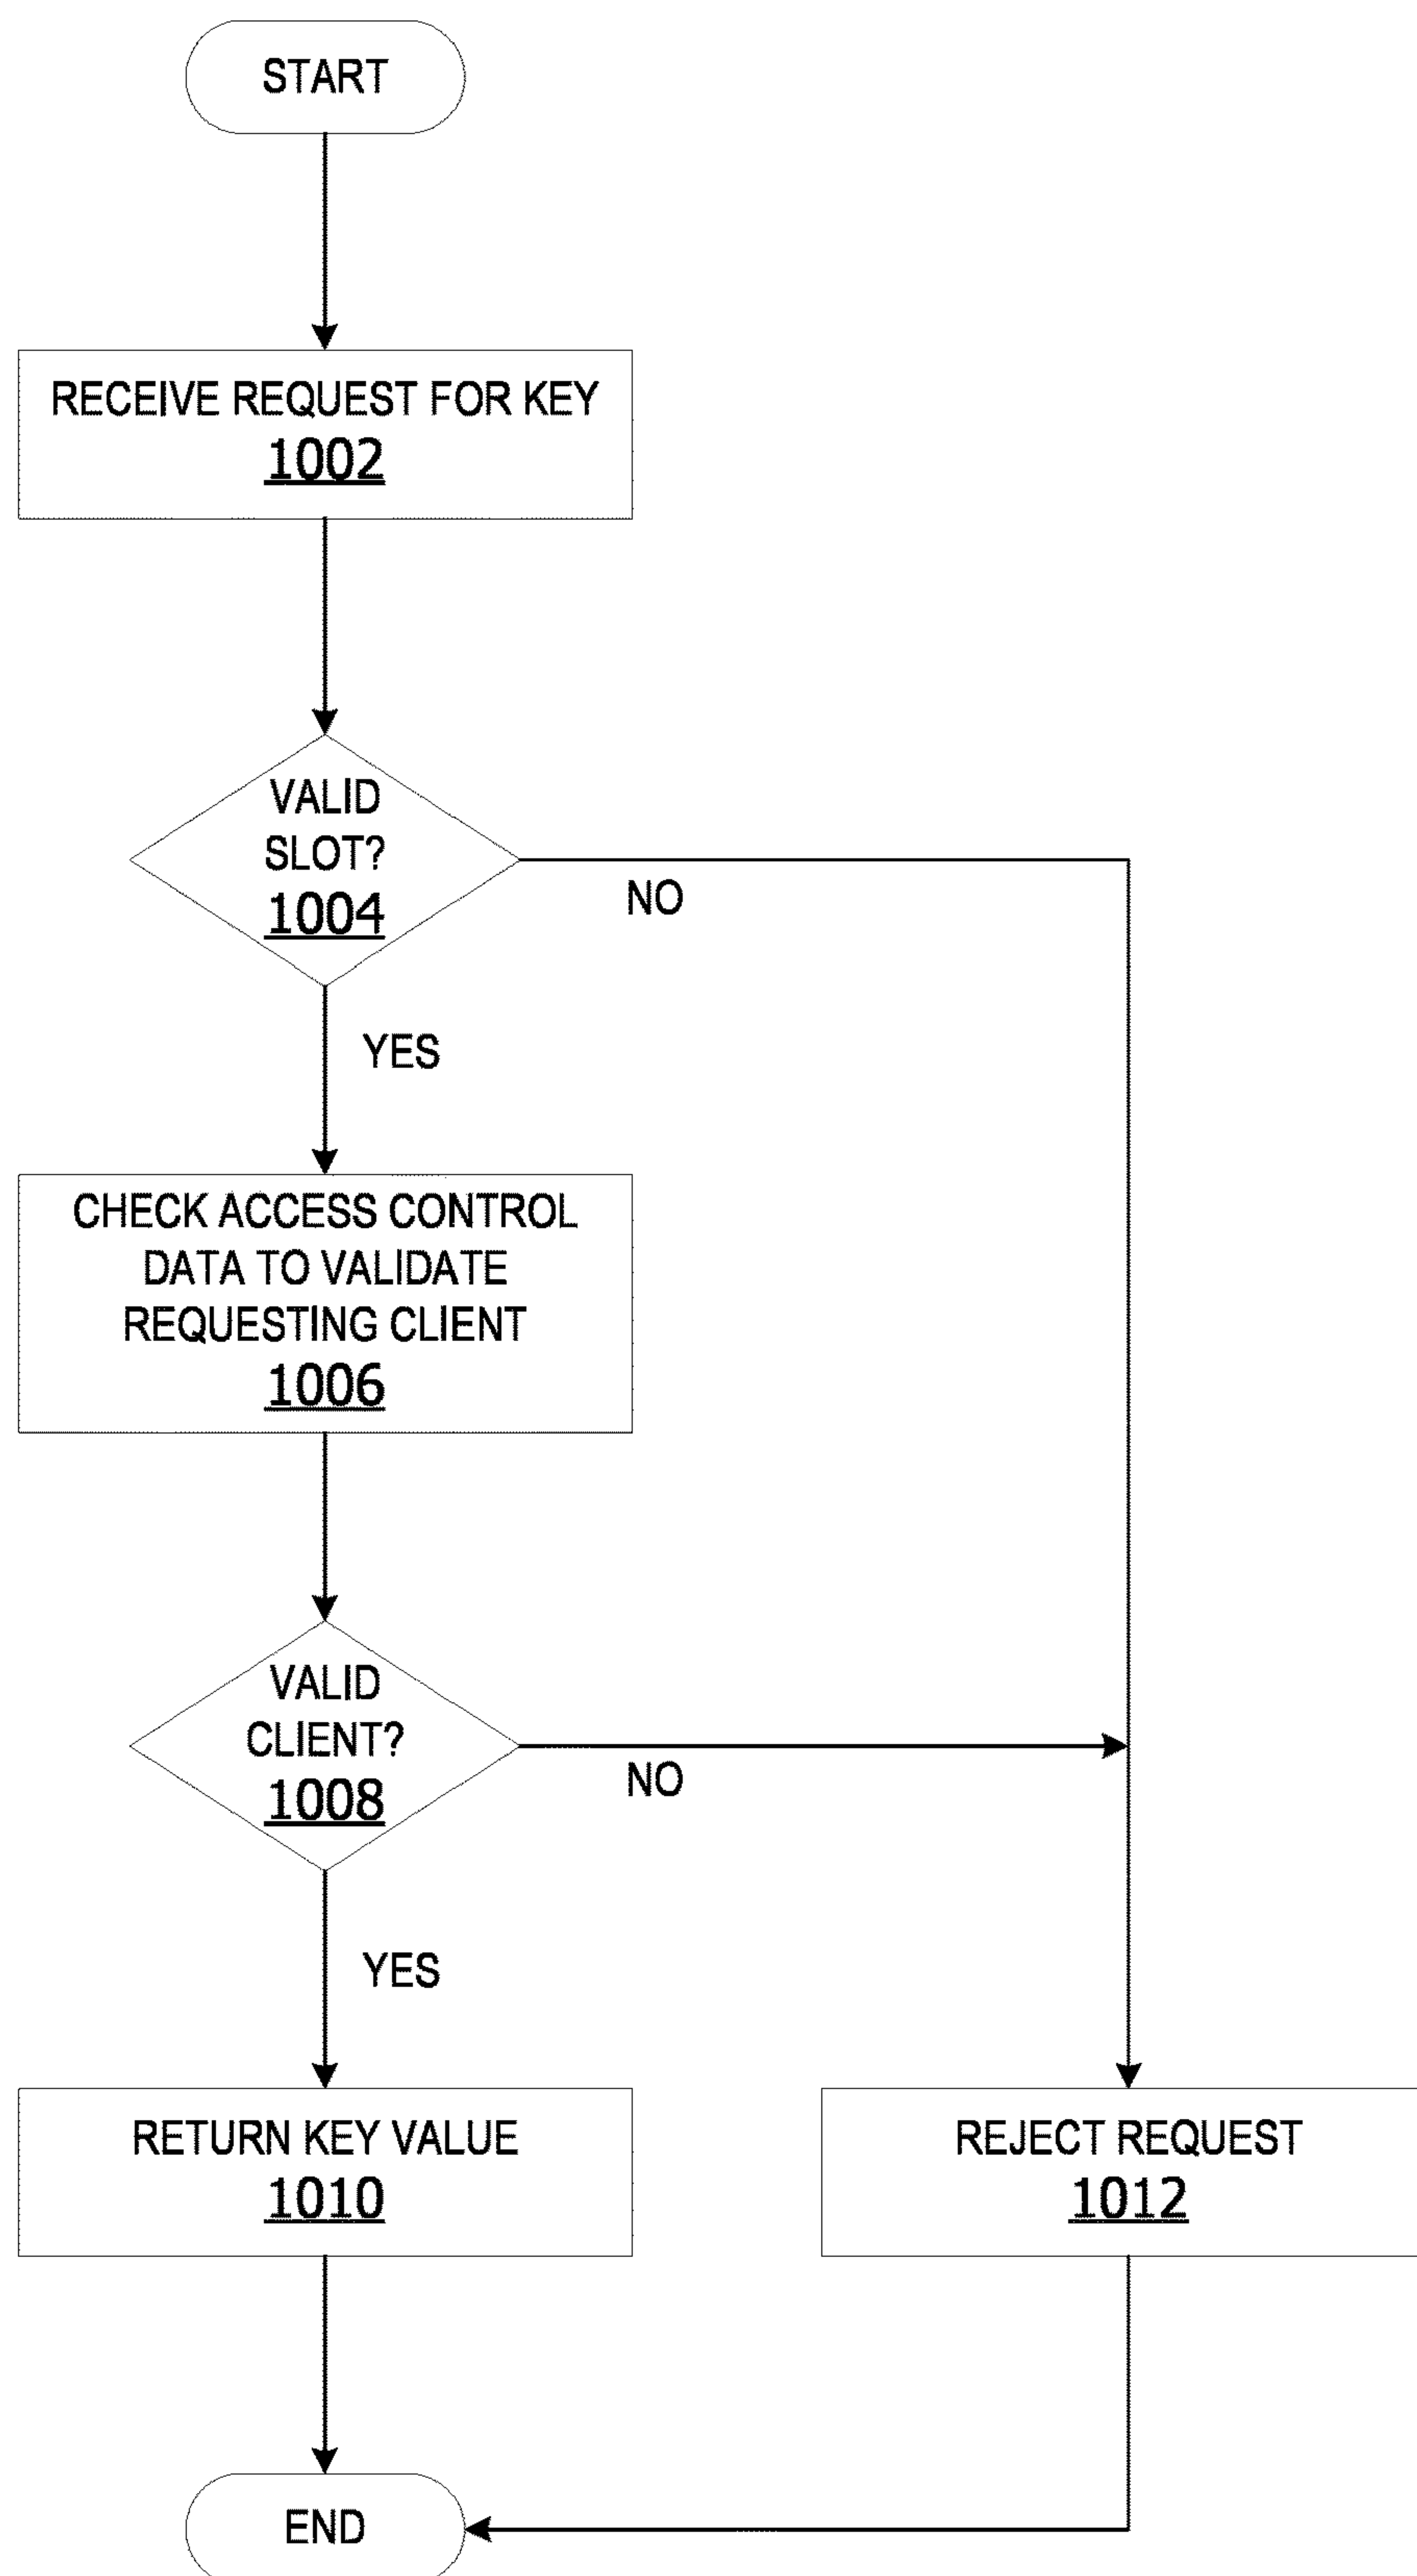 START
RECEIVE REQUEST FOR KEY
1002
VALID
SLOT?
1004
NO
YES
CHECK ACCESS CONTROL
DATA TO VALIDATE
REQUESTING CLIENT
1006
VALID
CLIENT?
1008
NO
YES
RETURN KEY VALUE
1010
REJECT REQUEST
1012
END